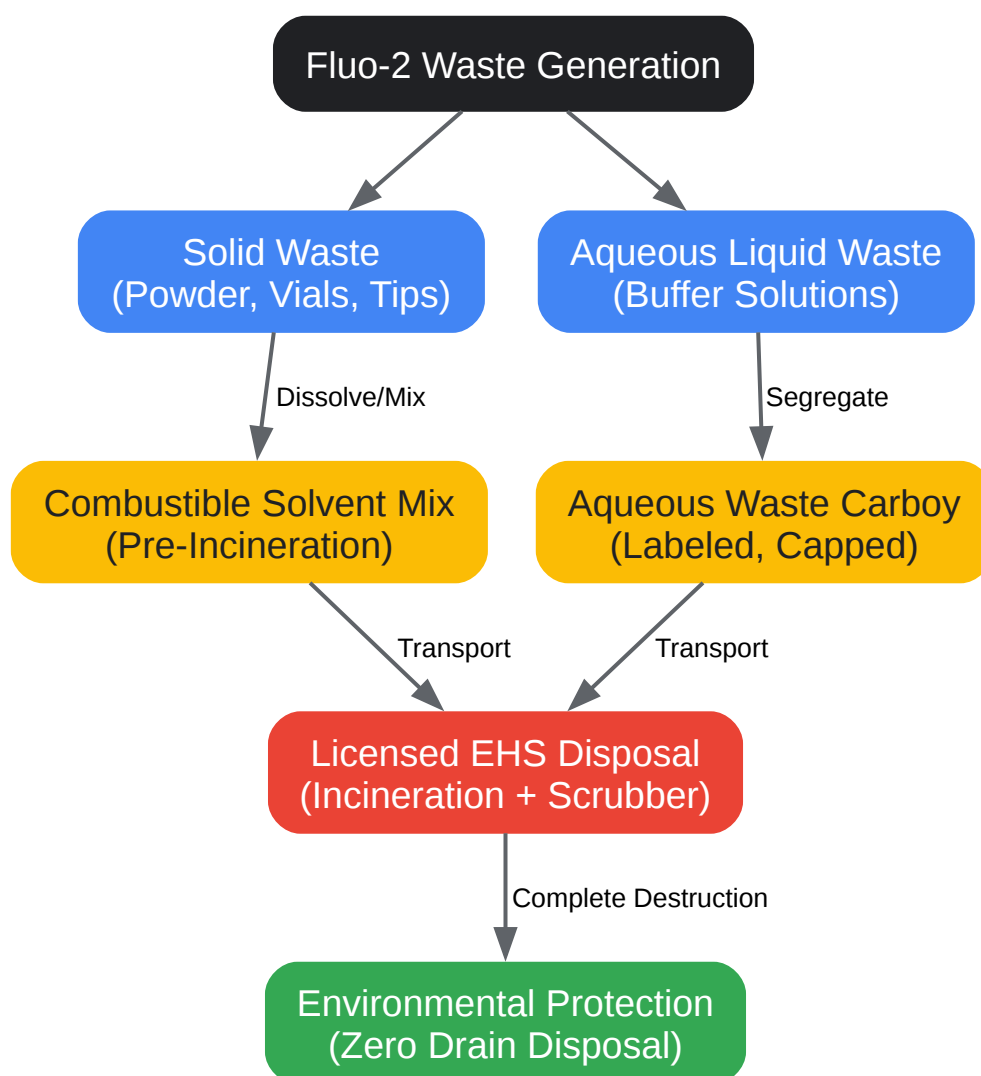 Fluo-2 Waste Generation
Solid Waste
(Powder, Vials, Tips)
Aqueous Liquid Waste
(Buffer Solutions)
Dissolve/Mix
Segregate
Combustible Solvent Mix
(Pre-Incineration)
Aqueous Waste Carboy
(Labeled, Capped)
Transport
Transport
Licensed EHS Disposal
(Incineration + Scrubber)
Complete Destruction
Environmental Protection
(Zero Drain Disposal)